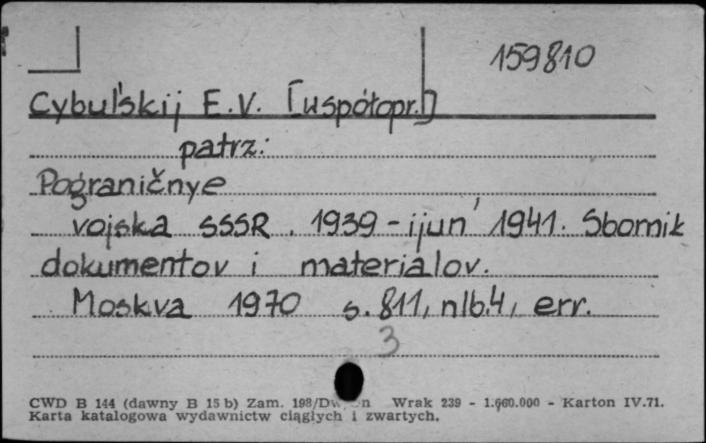 159810
Cybul'skij E.V. [współopr.]
patrz:
Pograničnye
vojska SSSR. 1939 - ijun' 1941. Sbornik
dokumentov i materialov.
Moskva 1970 s. 811, nlb. 4, err.
3
CWD B 144 (dawny B 15 b) Zam. 198/ Wrak 239 - 1.660.000 - Karton IV.71.
Karta katalogowa wydawnictw ciągłych i zwartych.